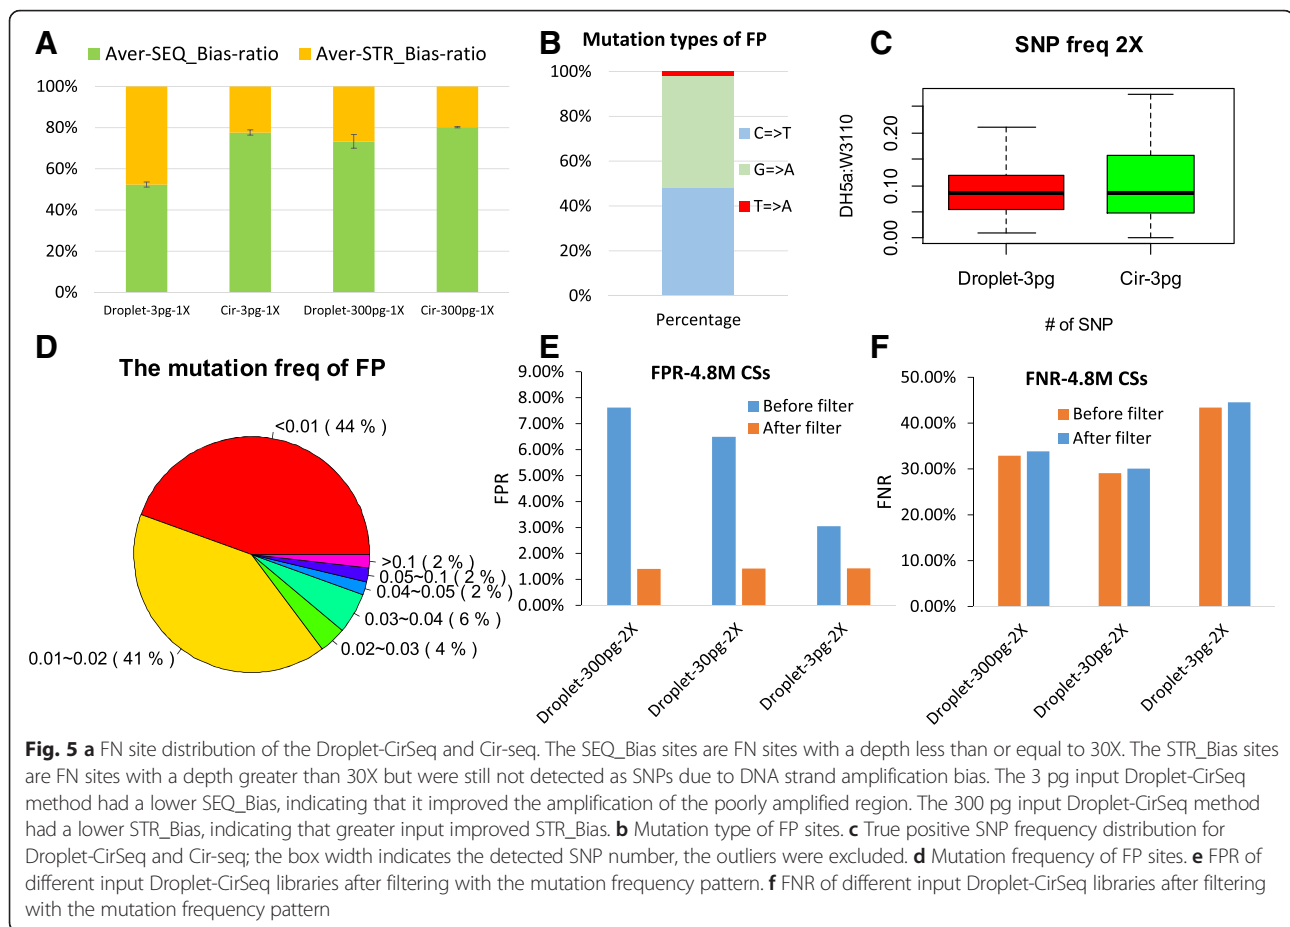 A
Aver-SEQ_Bias-ratio
Aver-STR_Bias-ratio
100%
80%
60%
40%
20%
0%
Droplet-3pg-1X
Cir-3pg-1X
Droplet-300pg-1X
Cir-300pg-1X
B
Mutation types of FP
100%
80%
60%
40%
20%
0%
C=>T
G=>A
T=>A
Percentage
C
SNP freq 2X
DH5a:W3110
0.20
0.10
0.00
Droplet-3pg
Cir-3pg
# of SNP
D
The mutation freq of FP
<0.01 ( 44 % )
>0.1 ( 2 % )
0.05~0.1 ( 2 % )
0.04~0.05 ( 2 % )
0.03~0.04 ( 6 % )
0.02~0.03 ( 4 % )
0.01~0.02 ( 41 % )
E
FPR-4.8M CSs
Before filter
After filter
FPR
9.00%
8.00%
7.00%
6.00%
5.00%
4.00%
3.00%
2.00%
1.00%
0.00%
Droplet-300pg-2X
Droplet-30pg-2X
Droplet-3pg-2X
F
FNR-4.8M CSs
Before filter
After filter
FNR
50.00%
40.00%
30.00%
20.00%
10.00%
0.00%
Droplet-300pg-2X
Droplet-30pg-2X
Droplet-3pg-2X
Fig. 5 a FN site distribution of the Droplet-CirSeq and Cir-seq. The SEQ_Bias sites are FN sites with a depth less than or equal to 30X. The STR_Bias sites
are FN sites with a depth greater than 30X but were still not detected as SNPs due to DNA strand amplification bias. The 3 pg input Droplet-CirSeq
method had a lower SEQ_Bias, indicating that it improved the amplification of the poorly amplified region. The 300 pg input Droplet-CirSeq method
had a lower STR_Bias, indicating that greater input improved STR_Bias. b Mutation type of FP sites. c True positive SNP frequency distribution for
Droplet-CirSeq and Cir-seq; the box width indicates the detected SNP number, the outliers were excluded. d Mutation frequency of FP sites. e FPR of
different input Droplet-CirSeq libraries after filtering with the mutation frequency pattern. f FNR of different input Droplet-CirSeq libraries after filtering
with the mutation frequency pattern